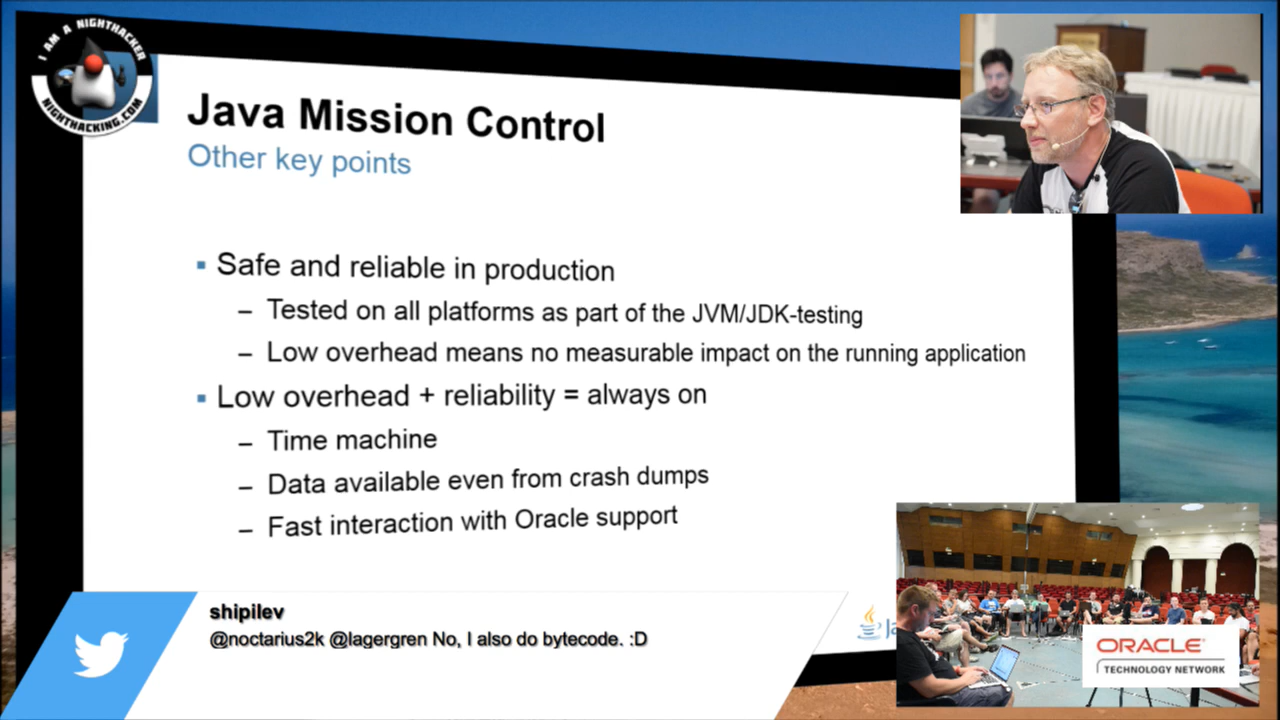 I AM A NIGHTHACKER
NIGHTHACKING.COM
Java Mission Control
Other key points
Safe and reliable in production
– Tested on all platforms as part of the JVM/JDK-testing
– Low overhead means no measurable impact on the running application
Low overhead + reliability = always on
– Time machine
– Data available even from crash dumps
– Fast interaction with Oracle support
shipilev
@noctarius2k @lagergren No, I also do bytecode. :D
ORACLE
TECHNOLOGY NETWORK